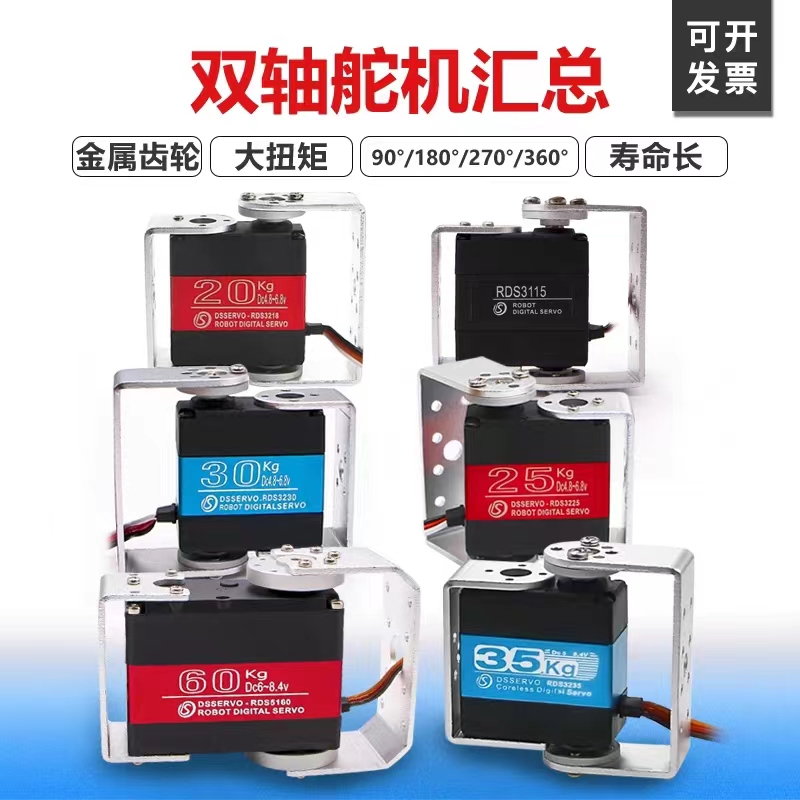 双轴舵机汇总
可开
发票
金属齿轮
大扭矩
90°/180°/270°/360°
寿命长
20Kg
Dc4.8~6.8v
DSSERVO - RDS3218
ROBOT DIGITAL SERVO
RDS3115
ROBOT DIGITAL SERVO
30Kg
Dc4.8~6.8v
DSSERVO.RDS3230
ROBOT DIGITALSERVO
25Kg
Dc4.8~6.8v
DSSERVO - RDS3225
ROBOT DIGITAL SERVO
60Kg
Dc6~8.4v
DSSERVO - RDS5160
ROBOT DIGITAL SERVO
35Kg
DSSERVO RDS3235
Coreless Digital Servo